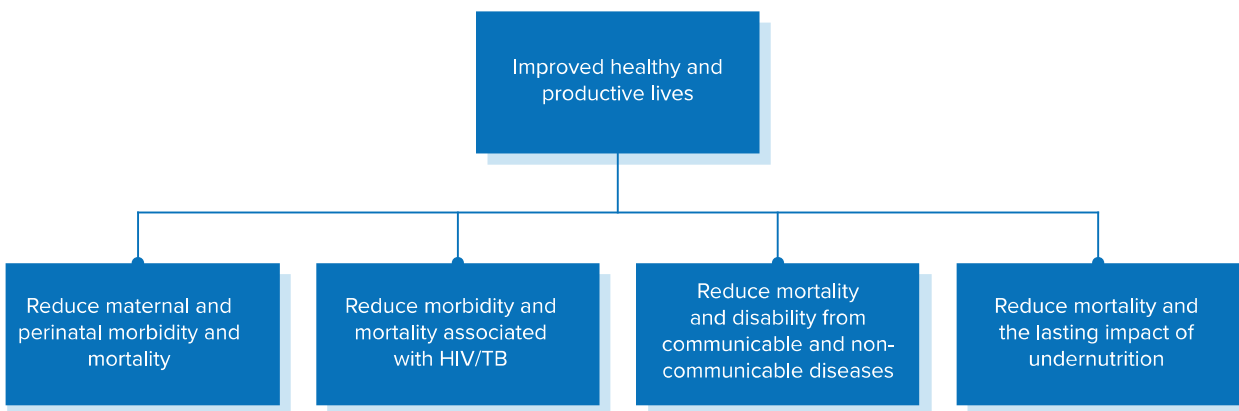 Improved healthy and
productive lives
Reduce maternal and
perinatal morbidity and
mortality
Reduce morbidity and
mortality associated
with HIV/TB
Reduce mortality
and disability from
communicable and non-
communicable diseases
Reduce mortality and
the lasting impact of
undernutrition